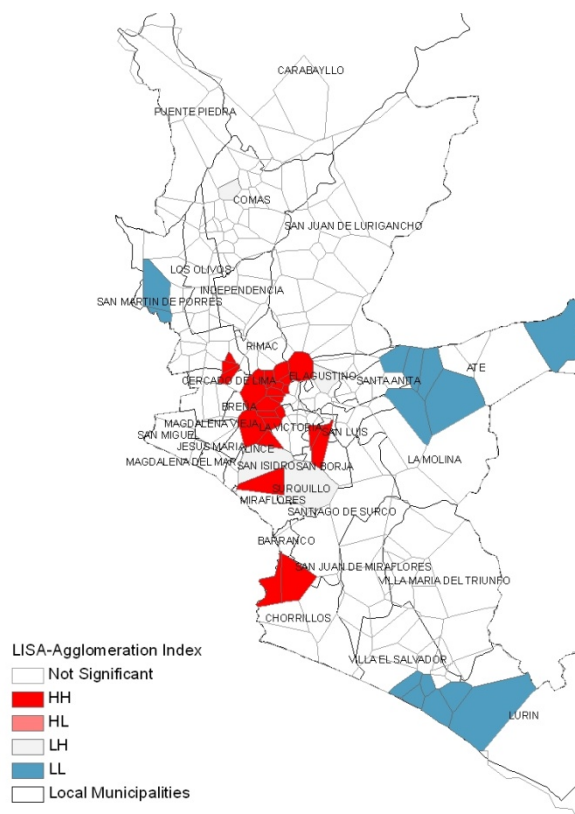 CARABAYLLO
PUENTE PIEDRA
COMAS
SAN JUAN DE LURIGANCHO
LOS OLIVOS
INDEPENDENCIA
SAN MARTIN DE PORRES
RIMAC
ATE
EL AGUSTINO
SANTA ANITA
CERCADO DE LIMA
BREÑA
MAGDALENA VIEJA
LA VICTORIA
SAN LUIS
SAN MIGUEL
JESUS MARIA
LINCE
LA MOLINA
MAGDALENA DEL MAR
SAN ISIDRO
SAN BORJA
SURQUILLO
MIRAFLORES
SANTIAGO DE SURCO
BARRANCO
SAN JUAN DE MIRAFLORES
VILLA MARIA DEL TRIUNFO
CHORRILLOS
VILLA EL SALVADOR
LURIN
LISA-Agglomeration Index
Not Significant
HH
HL
LH
LL
Local Municipalities